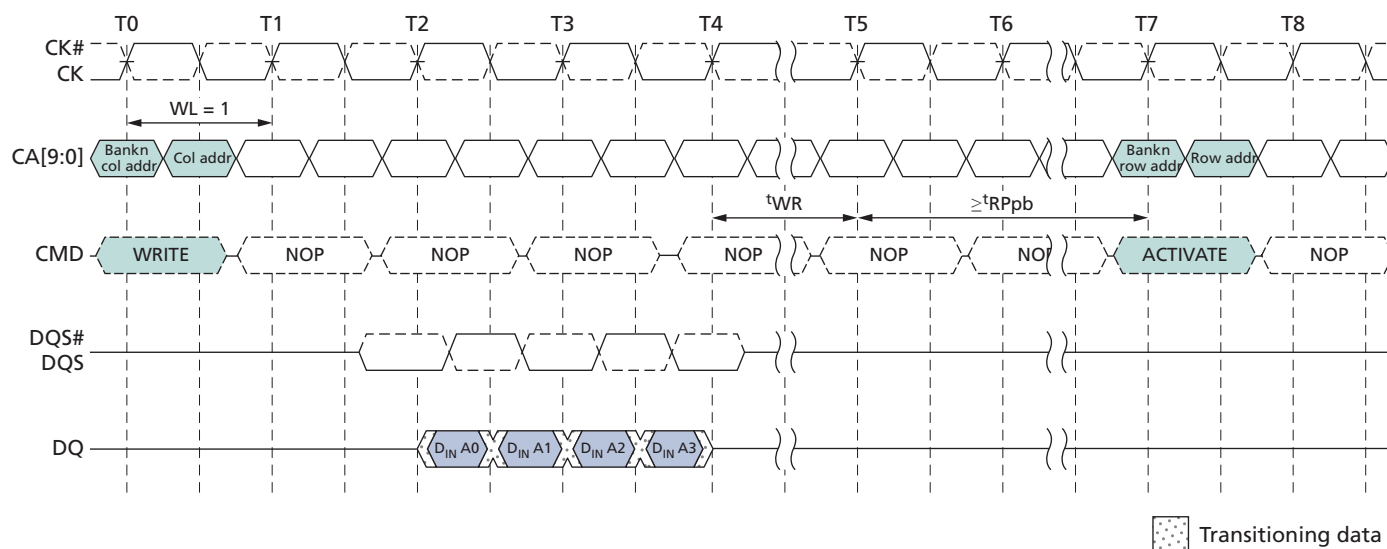 T0 T1 T2 T3 T4 T5 T6 T7 T8
CK#
CK
WL = 1
CA[9:0]
Bankn
col addr
Col addr
Bankn
row addr
Row addr
tWR
≥tRPpb
CMD
WRITE NOP NOP NOP NOP NOP NOP ACTIVATE NOP
DQS#
DQS
DQ
DIN A0 DIN A1 DIN A2 DIN A3
Transitioning data